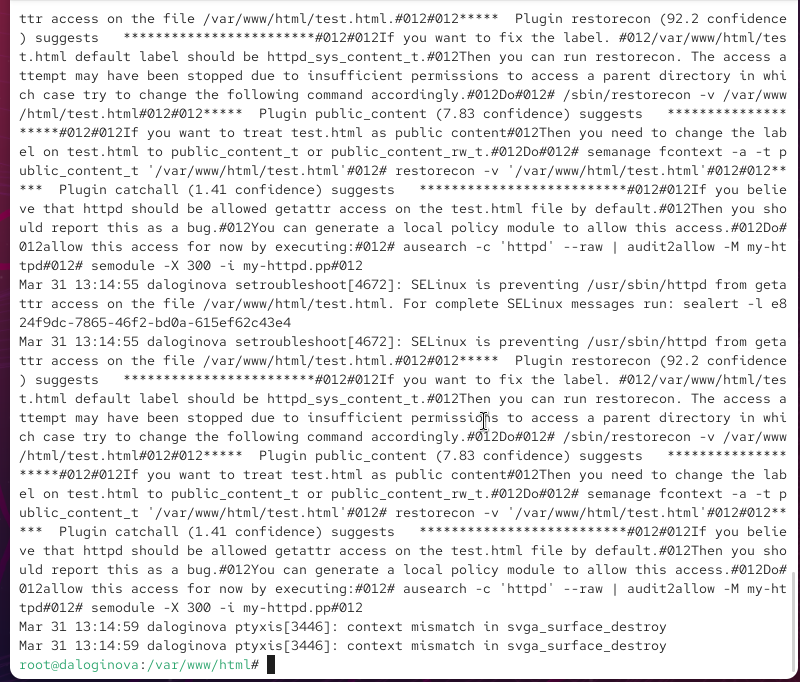 ttr access on the file /var/www/html/test.html.#012#012*****  Plugin restorecon (92.2 confidence
) suggests   ************************#012#012If you want to fix the label. #012/var/www/html/tes
t.html default label should be httpd_sys_content_t.#012Then you can run restorecon. The access a
ttempt may have been stopped due to insufficient permissions to access a parent directory in whi
ch case try to change the following command accordingly.#012Do#012# /sbin/restorecon -v /var/www
/html/test.html#012#012*****  Plugin public_content (7.83 confidence) suggests   ***************
*****#012#012If you want to treat test.html as public content#012Then you need to change the lab
el on test.html to public_content_t or public_content_rw_t.#012Do#012# semanage fcontext -a -t p
ublic_content_t '/var/www/html/test.html'#012# restorecon -v '/var/www/html/test.html'#012#012**
***  Plugin catchall (1.41 confidence) suggests   **************************#012#012If you belie
ve that httpd should be allowed getattr access on the test.html file by default.#012Then you sho
uld report this as a bug.#012You can generate a local policy module to allow this access.#012Do#
012allow this access for now by executing:#012# ausearch -c 'httpd' --raw | audit2allow -M my-ht
tpd#012# semodule -X 300 -i my-httpd.pp#012
Mar 31 13:14:55 daloginova setroubleshoot[4672]: SELinux is preventing /usr/sbin/httpd from geta
ttr access on the file /var/www/html/test.html. For complete SELinux messages run: sealert -l e8
24f9dc-7865-46f2-bd0a-615ef62c43e4
Mar 31 13:14:55 daloginova setroubleshoot[4672]: SELinux is preventing /usr/sbin/httpd from geta
ttr access on the file /var/www/html/test.html.#012#012*****  Plugin restorecon (92.2 confidence
) suggests   ************************#012#012If you want to fix the label. #012/var/www/html/tes
t.html default label should be httpd_sys_content_t.#012Then you can run restorecon. The access a
ttempt may have been stopped due to insufficient permissions to access a parent directory in whi
ch case try to change the following command accordingly.#012Do#012# /sbin/restorecon -v /var/www
/html/test.html#012#012*****  Plugin public_content (7.83 confidence) suggests   ***************
*****#012#012If you want to treat test.html as public content#012Then you need to change the lab
el on test.html to public_content_t or public_content_rw_t.#012Do#012# semanage fcontext -a -t p
ublic_content_t '/var/www/html/test.html'#012# restorecon -v '/var/www/html/test.html'#012#012**
***  Plugin catchall (1.41 confidence) suggests   **************************#012#012If you belie
ve that httpd should be allowed getattr access on the test.html file by default.#012Then you sho
uld report this as a bug.#012You can generate a local policy module to allow this access.#012Do#
012allow this access for now by executing:#012# ausearch -c 'httpd' --raw | audit2allow -M my-ht
tpd#012# semodule -X 300 -i my-httpd.pp#012
Mar 31 13:14:59 daloginova ptyxis[3446]: context mismatch in svga_surface_destroy
Mar 31 13:14:59 daloginova ptyxis[3446]: context mismatch in svga_surface_destroy
root@daloginova:/var/www/html#